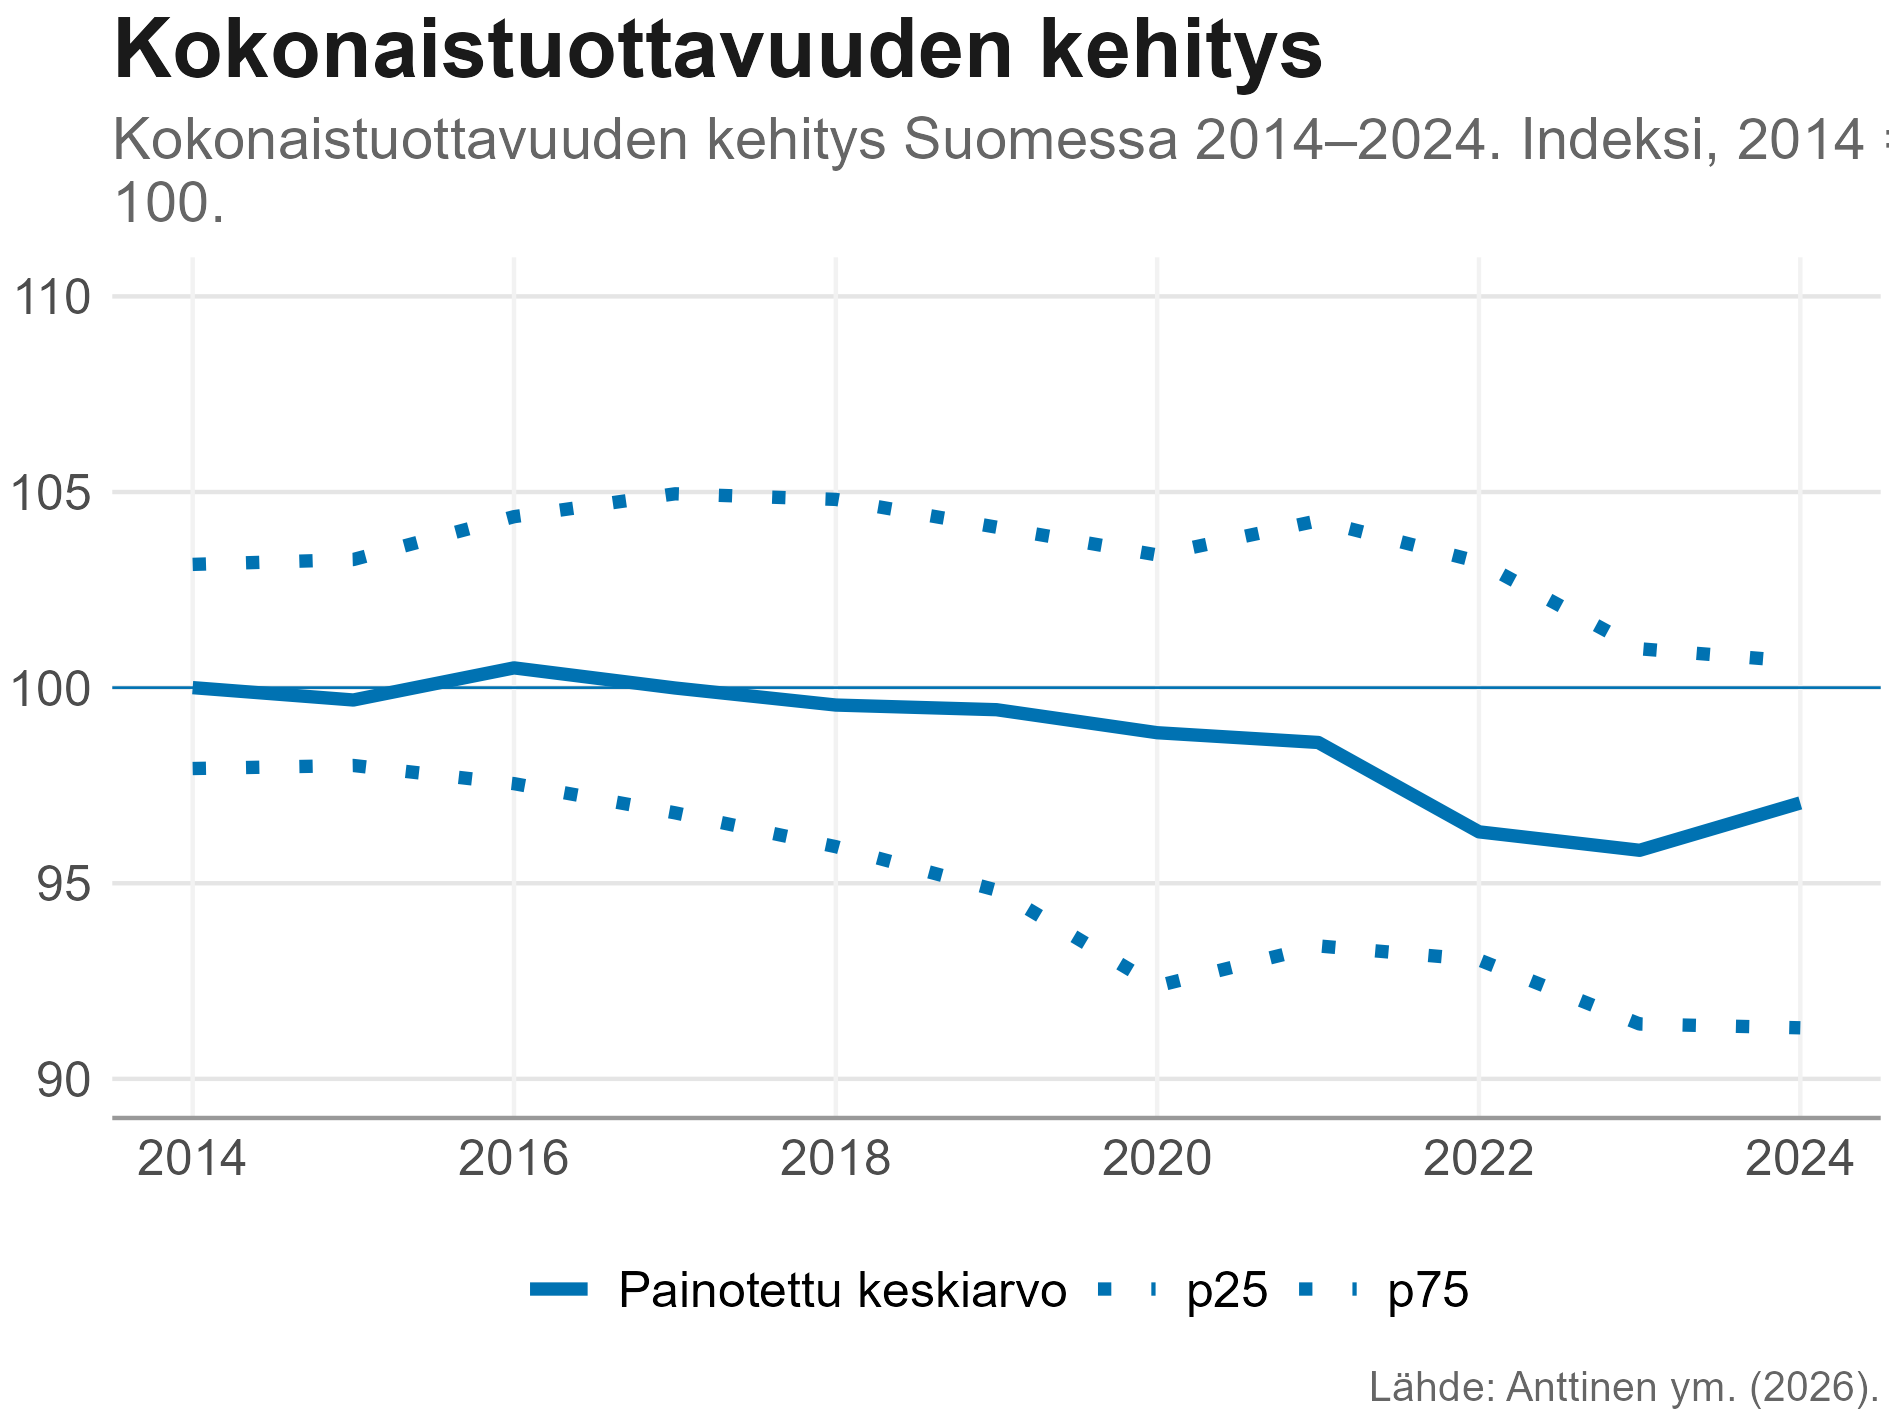 Kokonaistuottavuuden kehitys
Kokonaistuottavuuden kehitys Suomessa 2014–2024. Indeksi, 2014 =
100.
110
105
100
95
90
2014 2016 2018 2020 2022 2024
Painotettu keskiarvo p25 p75
Lähde: Anttinen ym. (2026).